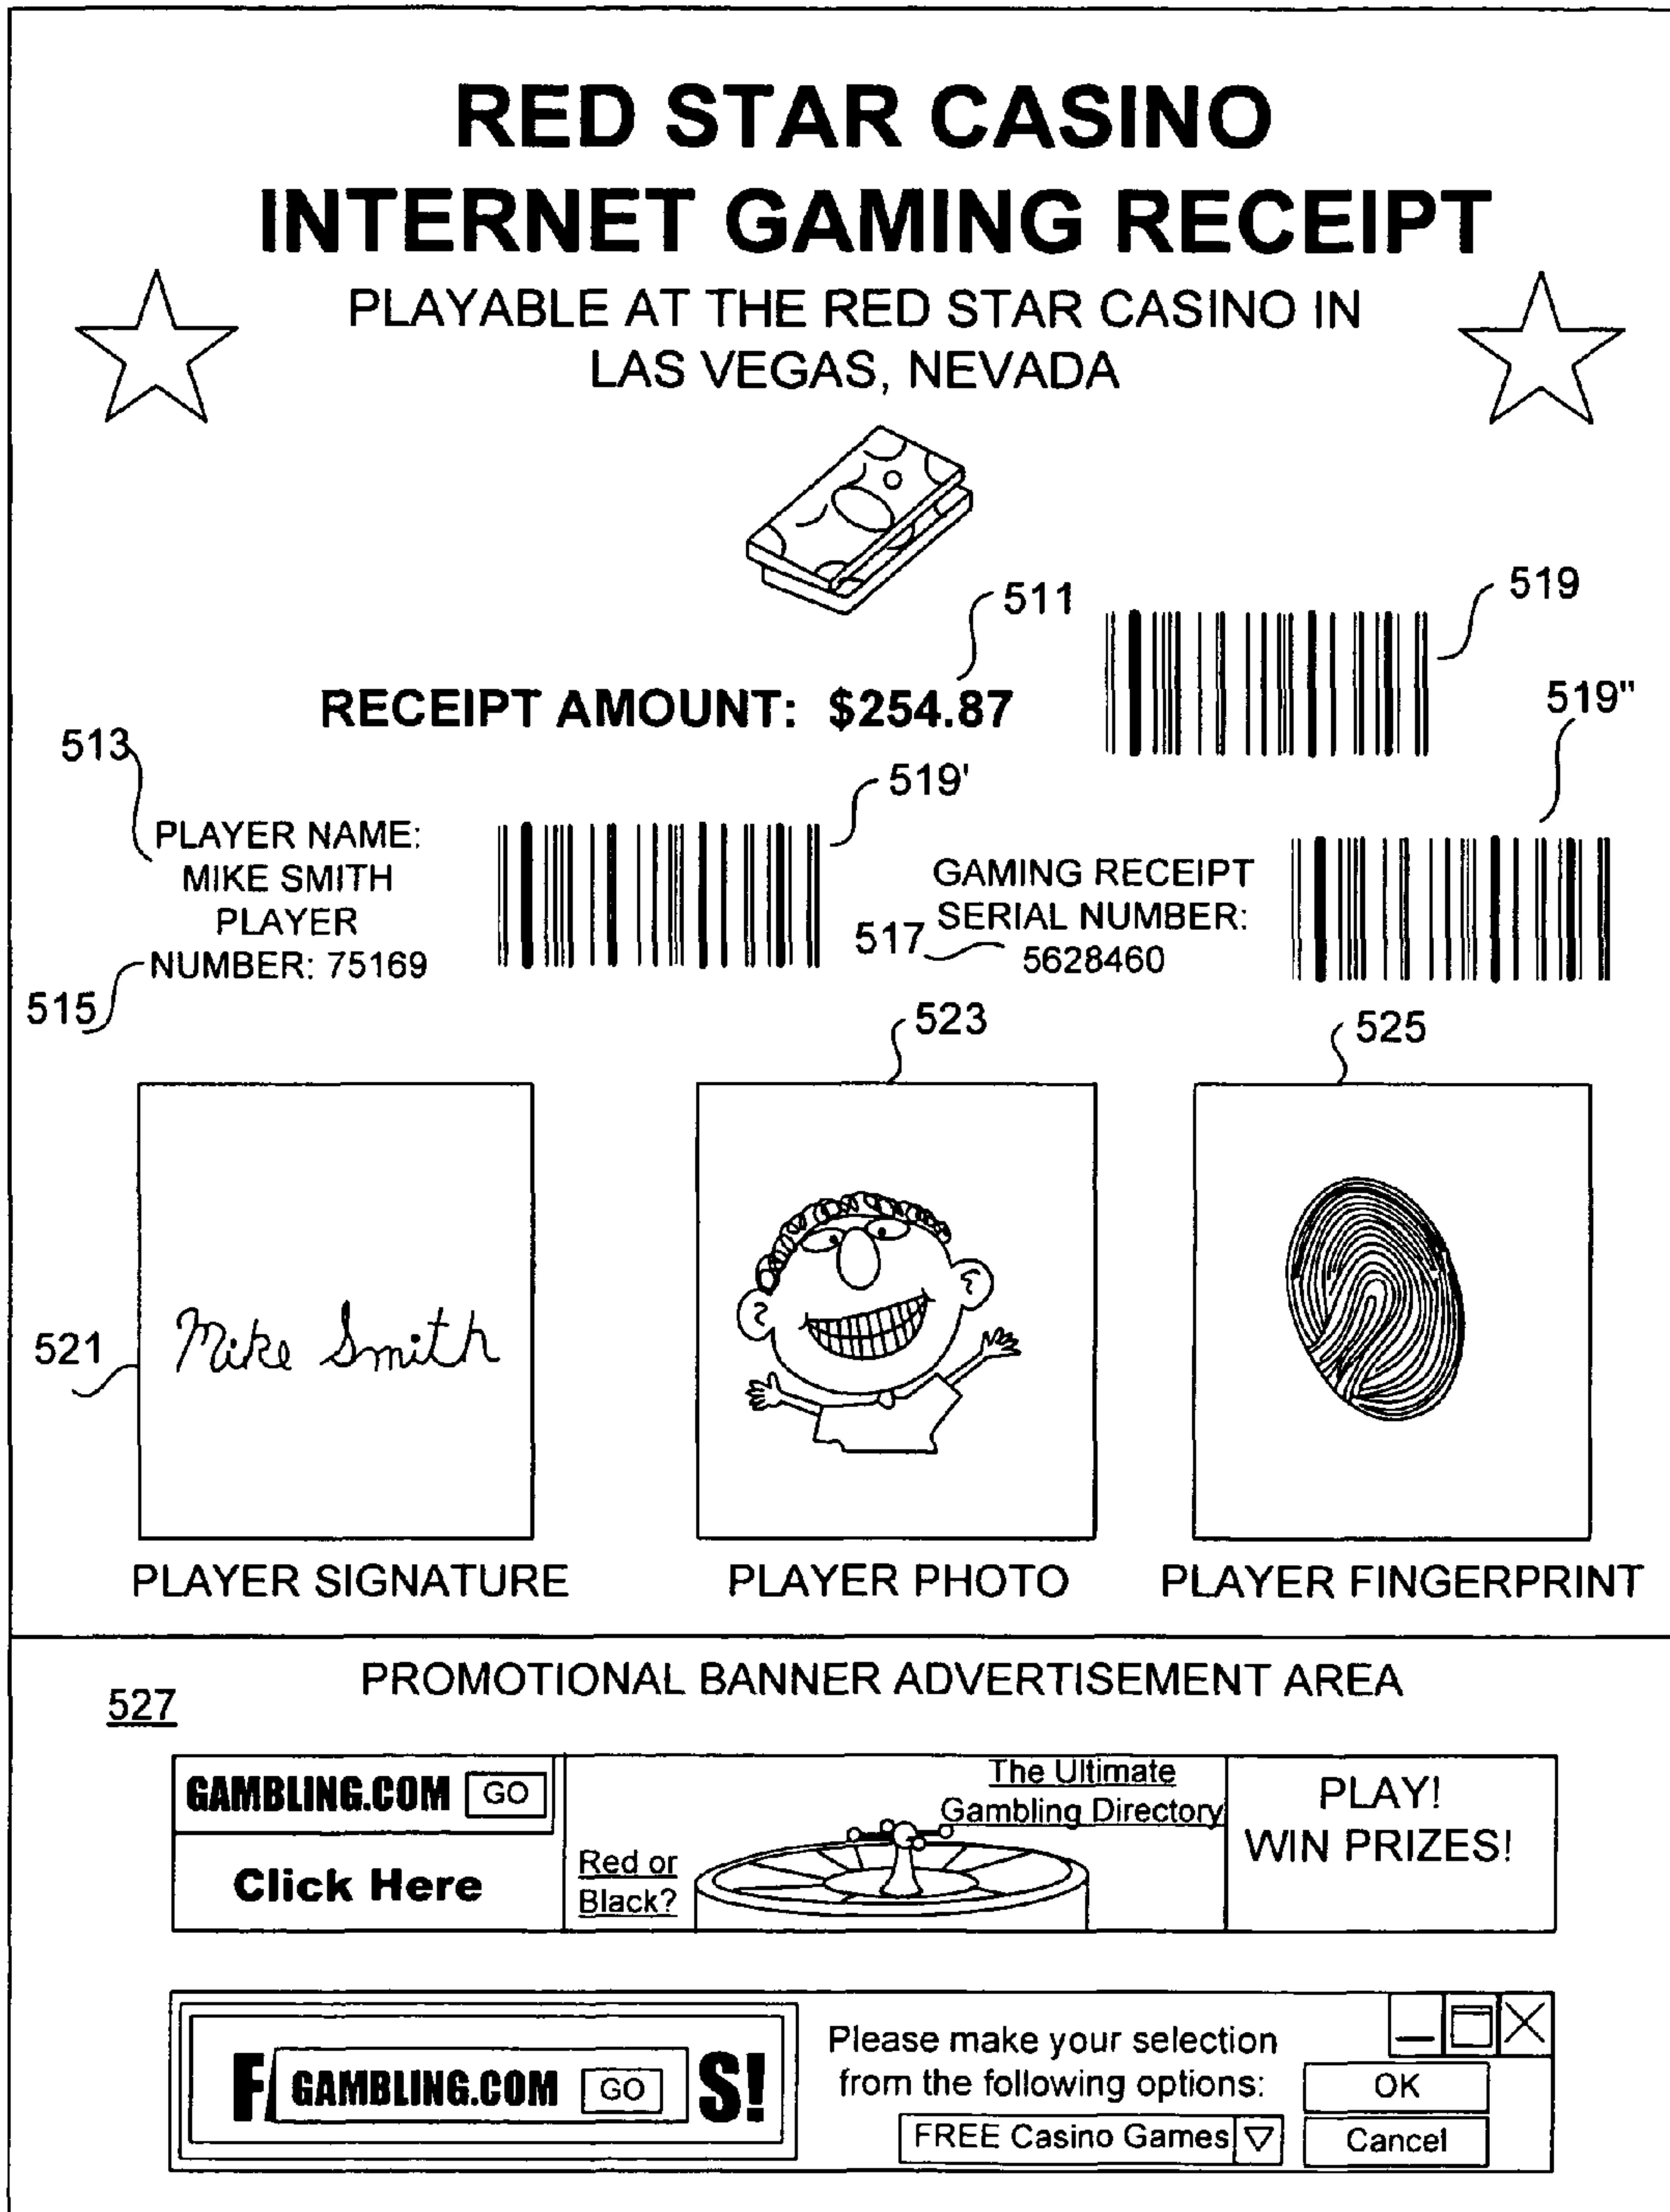 RED STAR CASINO
INTERNET GAMING RECEIPT
PLAYABLE AT THE RED STAR CASINO IN
LAS VEGAS, NEVADA
511
519
RECEIPT AMOUNT: $254.87
519"
513
519'
PLAYER NAME:
MIKE SMITH
PLAYER
NUMBER: 75169
515
GAMING RECEIPT
SERIAL NUMBER:
517
5628460
523
525
521
Mike Smith
PLAYER SIGNATURE
PLAYER PHOTO
PLAYER FINGERPRINT
PROMOTIONAL BANNER ADVERTISEMENT AREA
527
GAMBLING.COM GO
Click Here
Red or
Black?
The Ultimate
Gambling Directory
PLAY!
WIN PRIZES!
GAMBLING.COM GO
S!
Please make your selection
from the following options:
FREE Casino Games
OK
Cancel